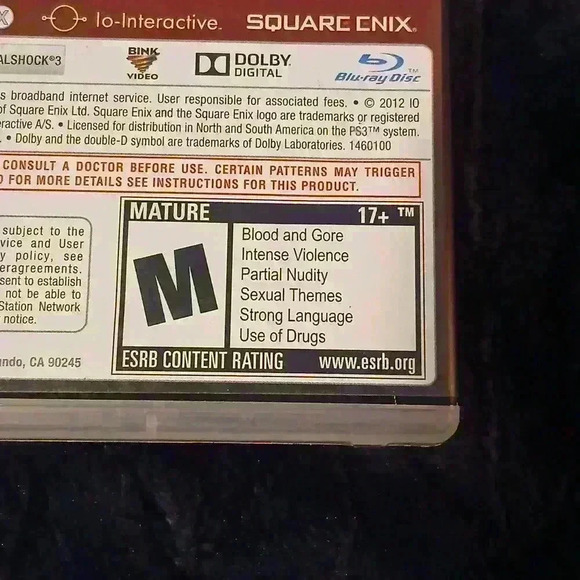 Io-Interactive™ SQUARE ENIX®
ALSHOCK®3 BINK VIDEO DOLBY DIGITAL Blu-ray Disc™
s broadband internet service. User responsible for associated fees. • © 2012 IO
of Square Enix Ltd. Square Enix and the Square Enix logo are trademarks or registered
eractive A/S. • Licensed for distribution in North and South America on the PS3™ system.
. • Dolby and the double-D symbol are trademarks of Dolby Laboratories. 1460100
CONSULT A DOCTOR BEFORE USE. CERTAIN PATTERNS MAY TRIGGER
FOR MORE DETAILS SEE INSTRUCTIONS FOR THIS PRODUCT.
subject to the
vice and User
y policy, see
eragreements.
sent to establish
not be able to
Station Network
notice.
undo, CA 90245
MATURE 17+ ™
M
Blood and Gore
Intense Violence
Partial Nudity
Sexual Themes
Strong Language
Use of Drugs
ESRB CONTENT RATING www.esrb.org